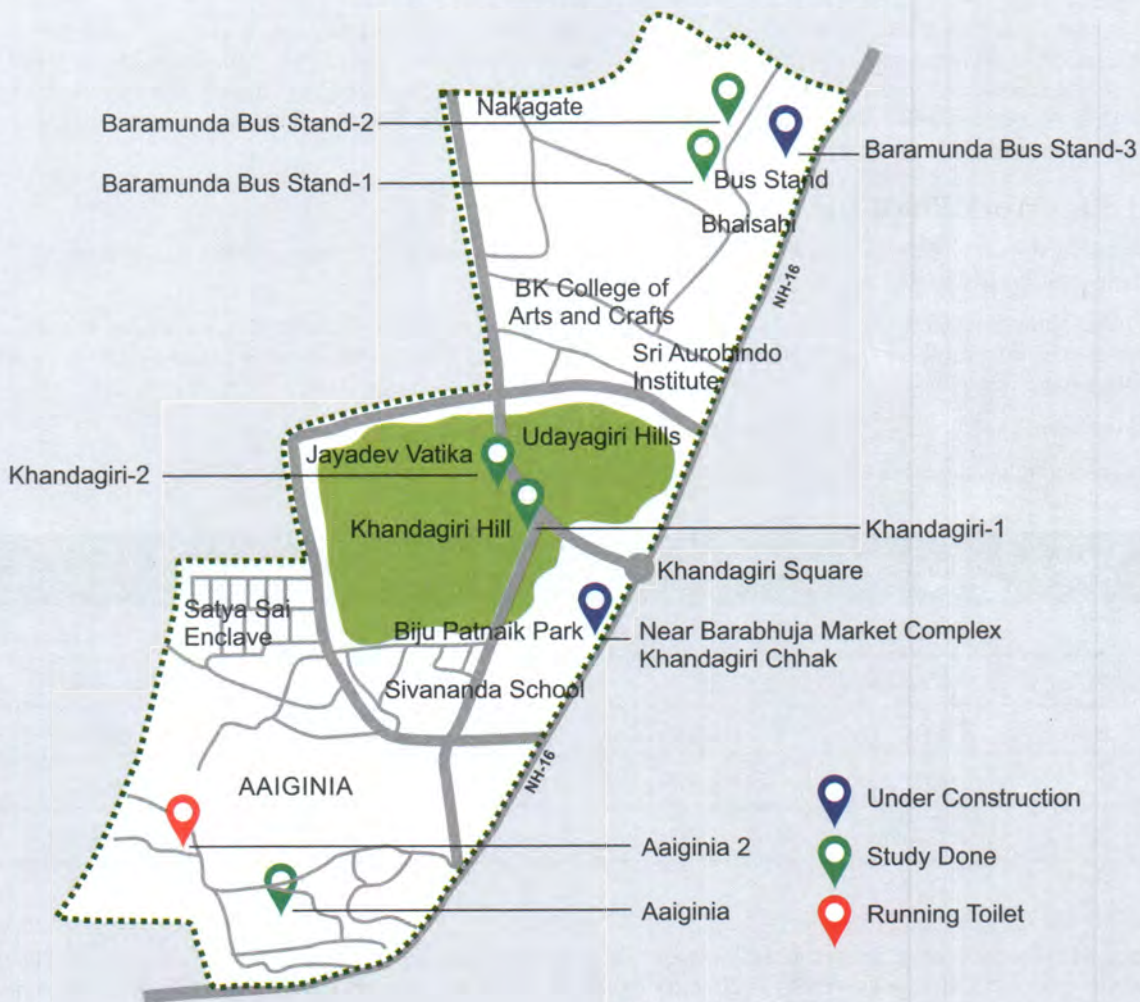 Nakagate
Baramunda Bus Stand-2
Baramunda Bus Stand-3
Baramunda Bus Stand-1
Bus Stand
Bhaisahi
NH-16
BK College of
Arts and Crafts
Sri Aurobindo
Institute
Udayagiri Hills
Jayadev Vatika
Khandagiri-2
Khandagiri Hill
Khandagiri-1
Khandagiri Square
Satya Sai
Enclave
Biju Patnaik Park
Near Barabhuja Market Complex
Khandagiri Chhak
Sivananda School
NH-16
AAIGINIA
Under Construction
Aaiginia 2
Study Done
Aaiginia
Running Toilet